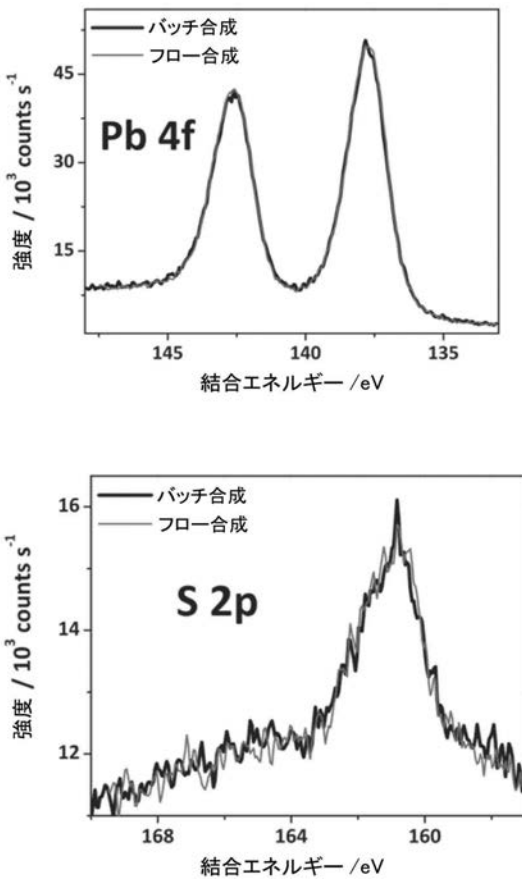 バッチ合成
フロー合成
Pb 4f
45
30
15
強度 / 10³ counts s⁻¹
145
140
135
結合エネルギー /eV
バッチ合成
フロー合成
S 2p
16
14
12
強度 / 10³ counts s⁻¹
168
164
160
結合エネルギー /eV